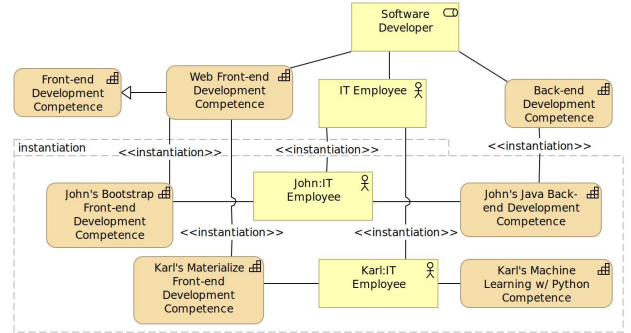 Software
Developer
Front-end
Development
Competence
Web Front-end
Development
Competence
IT Employee
Back-end
Development
Competence
instantiation
<<instantiation>>
<<instantiation>>
<<instantiation>>
John's Bootstrap
Front-end
Development
Competence
John:IT
Employee
John's Java Back-
end Development
Competence
<<instantiation>>
<<instantiation>>
Karl's Materialize
Front-end
Development
Competence
Karl:IT
Employee
Karl's Machine
Learning w/ Python
Competence